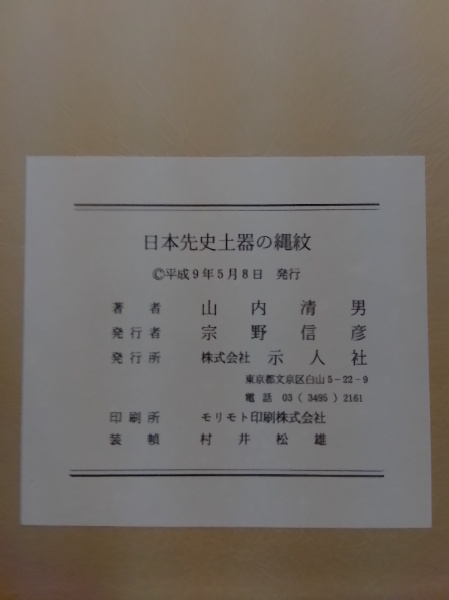 日本先史土器の縄紋
©平成9年5月8日 発行
著者 山内清男
発行者 宗野信彦
発行所 株式会社 示人社
東京都文京区白山5-22-9
電話 03(3495)2161
印刷所 モリモト印刷株式会社
装幀 村井松雄